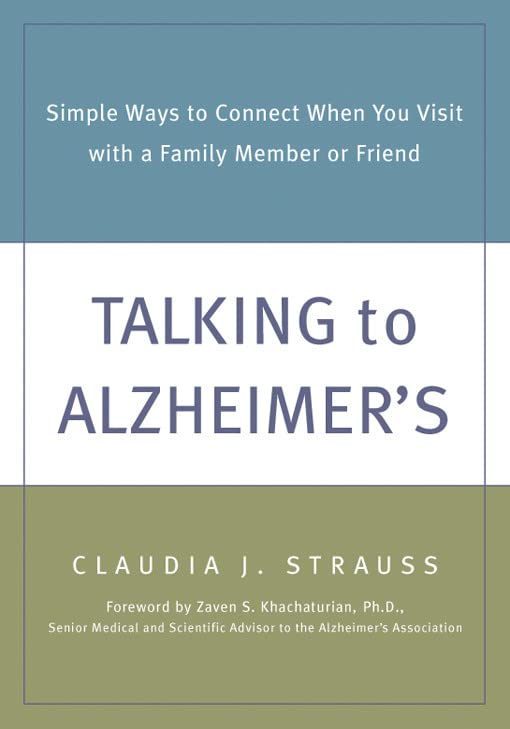 Simple Ways to Connect When You Visit
with a Family Member or Friend
TALKING to
ALZHEIMER’S
CLAUDIA J. STRAUSS
Foreword by Zaven S. Khachaturian, Ph.D.,
Senior Medical and Scientific Advisor to the Alzheimer’s Association